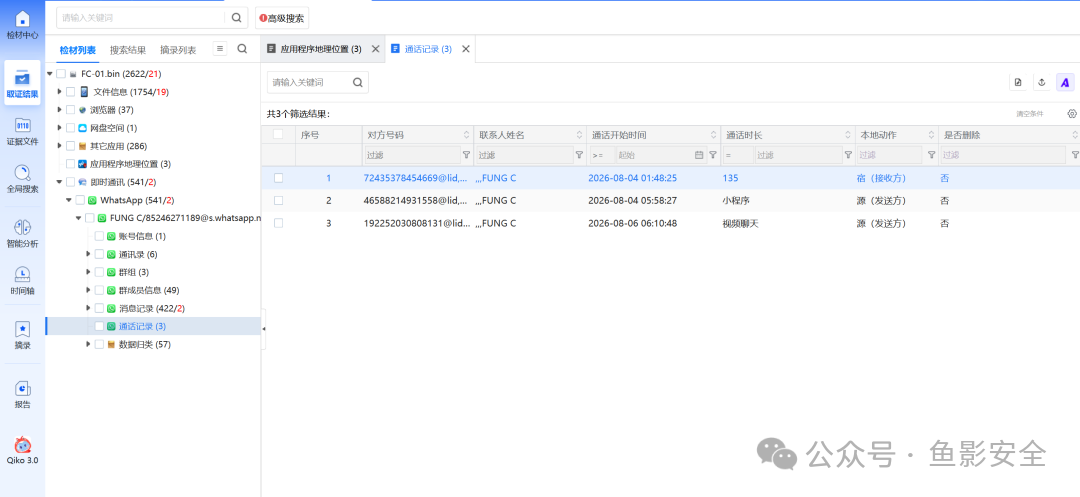 检材中心
取证结果
证据文件
全局搜索
智能分析
时间轴
摘录
报告
Qiko 3.0
请输入关键词
高级搜索
检材列表 搜索结果 摘录列表
FC-01.bin (2622/21)
文件信息 (1754/19)
浏览器 (37)
网盘空间 (1)
其它应用 (286)
应用程序地理位置 (3)
即时通讯 (541/2)
WhatsApp (541/2)
FUNG C/85246271189@s.whatsapp.n
账号信息 (1)
通讯录 (6)
群组 (3)
群成员信息 (49)
消息记录 (422/2)
通话记录 (3)
数据归类 (57)
应用程序地理位置 (3) 通话记录 (3)
请输入关键词
共3个筛选结果: 清空条件
序号 对方号码 联系人姓名 通话开始时间 通话时长 本地动作 是否删除
过滤 过滤 >= 起始 = 过滤 过滤 过滤
1 72435378454669@lid,... ,,,FUNG C 2026-08-04 01:48:25 135 宿（接收方） 否
2 46588214931558@lid,... ,,,FUNG C 2026-08-04 05:58:27 小程序 源（发送方） 否
3 192252030808131@lid... ,,,FUNG C 2026-08-06 06:10:48 视频聊天 源（发送方） 否
公众号 · 鱼影安全